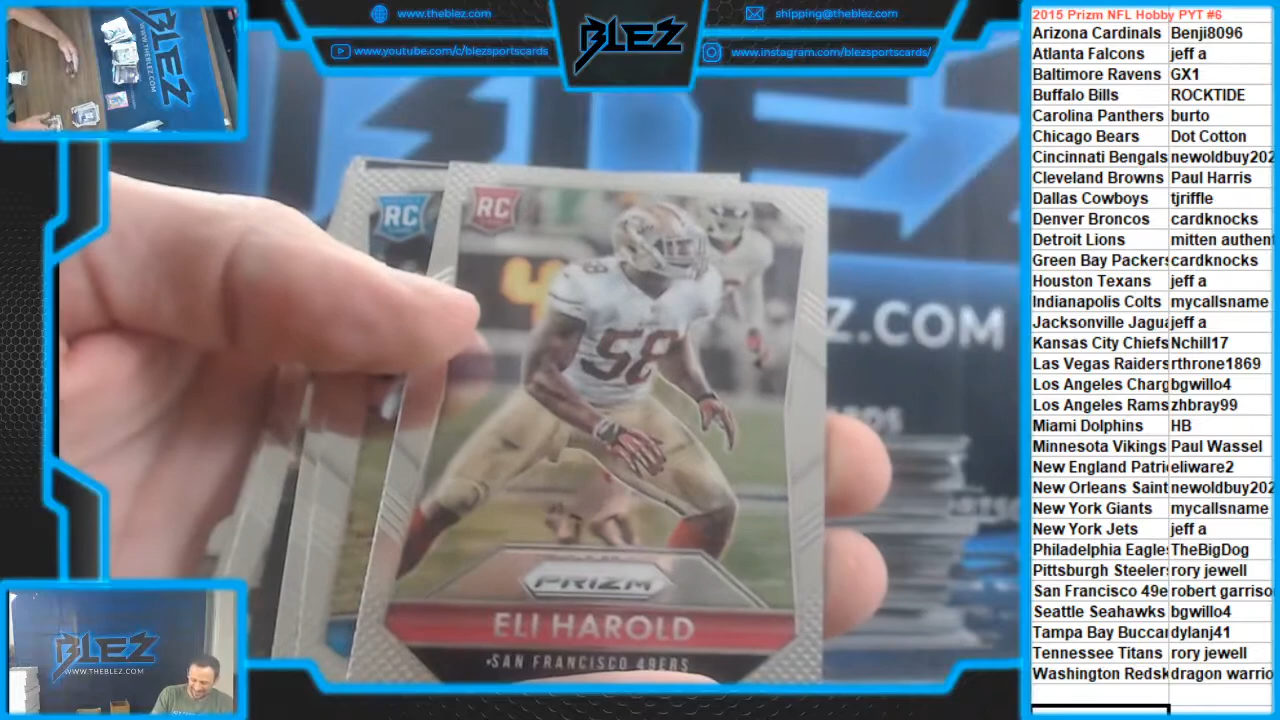 www.theblez.com
shipping@theblez.com
www.youtube.com/c/blezsportscards
www.instagram.com/blezsportscards/
BLEZ
2015 Prizm NFL Hobby PYT #6
Arizona Cardinals Benji8096
Atlanta Falcons jeff a
Baltimore Ravens GX1
Buffalo Bills ROCKTIDE
Carolina Panthers burto
Chicago Bears Dot Cotton
Cincinnati Bengals newoldbuy202
Cleveland Browns Paul Harris
Dallas Cowboys tjriffle
Denver Broncos cardknocks
Detroit Lions mitten authen
Green Bay Packers cardknocks
Houston Texans jeff a
Indianapolis Colts mycallsname
Jacksonville Jagua jeff a
Kansas City Chiefs Nchill17
Las Vegas Raiders rthrone1869
Los Angeles Charg bgwillo4
Los Angeles Rams zhbray99
Miami Dolphins HB
Minnesota Vikings Paul Wassel
New England Patri eliware2
New Orleans Saint newoldbuy202
New York Giants mycallsname
New York Jets jeff a
Philadelphia Eagle TheBigDog
Pittsburgh Steeler rory jewell
San Francisco 49e robert garriso
Seattle Seahawks bgwillo4
Tampa Bay Bucca dylanj41
Tennessee Titans rory jewell
Washington Redsk dragon warrio
RC
RC
58
Z.COM
PRIZM
ELI HAROLD
SAN FRANCISCO 49ERS
BLEZ
WWW.THEBLEZ.COM
BLEZ
WWW.THEBLEZ.COM